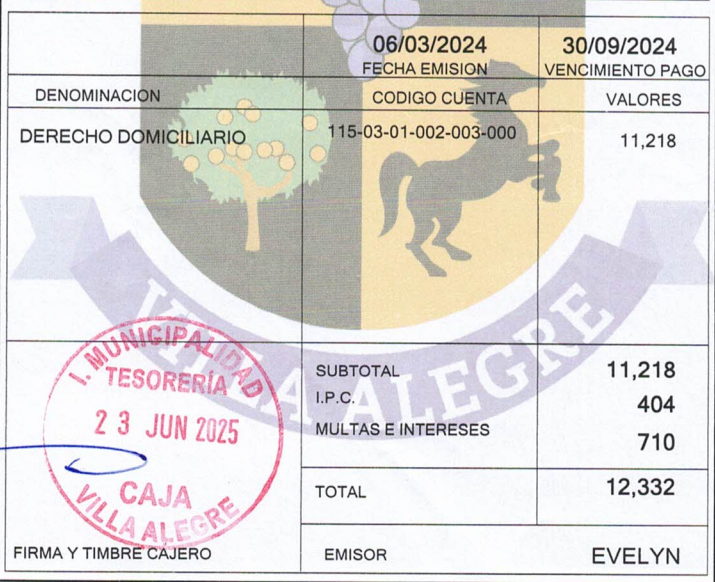 06/03/2024 30/09/2024
FECHA EMISION VENCIMIENTO PAGO
DENOMINACION CODIGO CUENTA VALORES
DERECHO DOMICILIARIO 115-03-01-002-003-000 11,218
VILLA ALEGRE
I. MUNICIPALIDAD
TESORERÍA
23 JUN 2025
CAJA
VILLA ALEGRE
SUBTOTAL 11,218
I.P.C. 404
MULTAS E INTERESES 710
TOTAL 12,332
FIRMA Y TIMBRE CAJERO EMISOR EVELYN